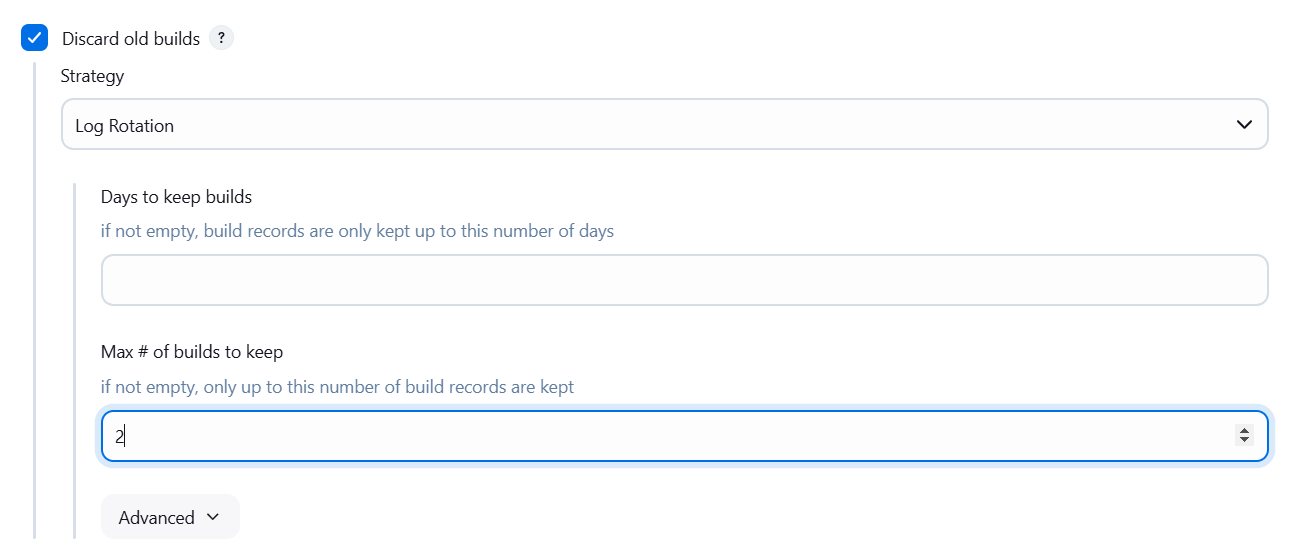 Discard old builds ?
Strategy
Log Rotation
Days to keep builds
if not empty, build records are only kept up to this number of days
Max # of builds to keep
if not empty, only up to this number of build records are kept
2
Advanced